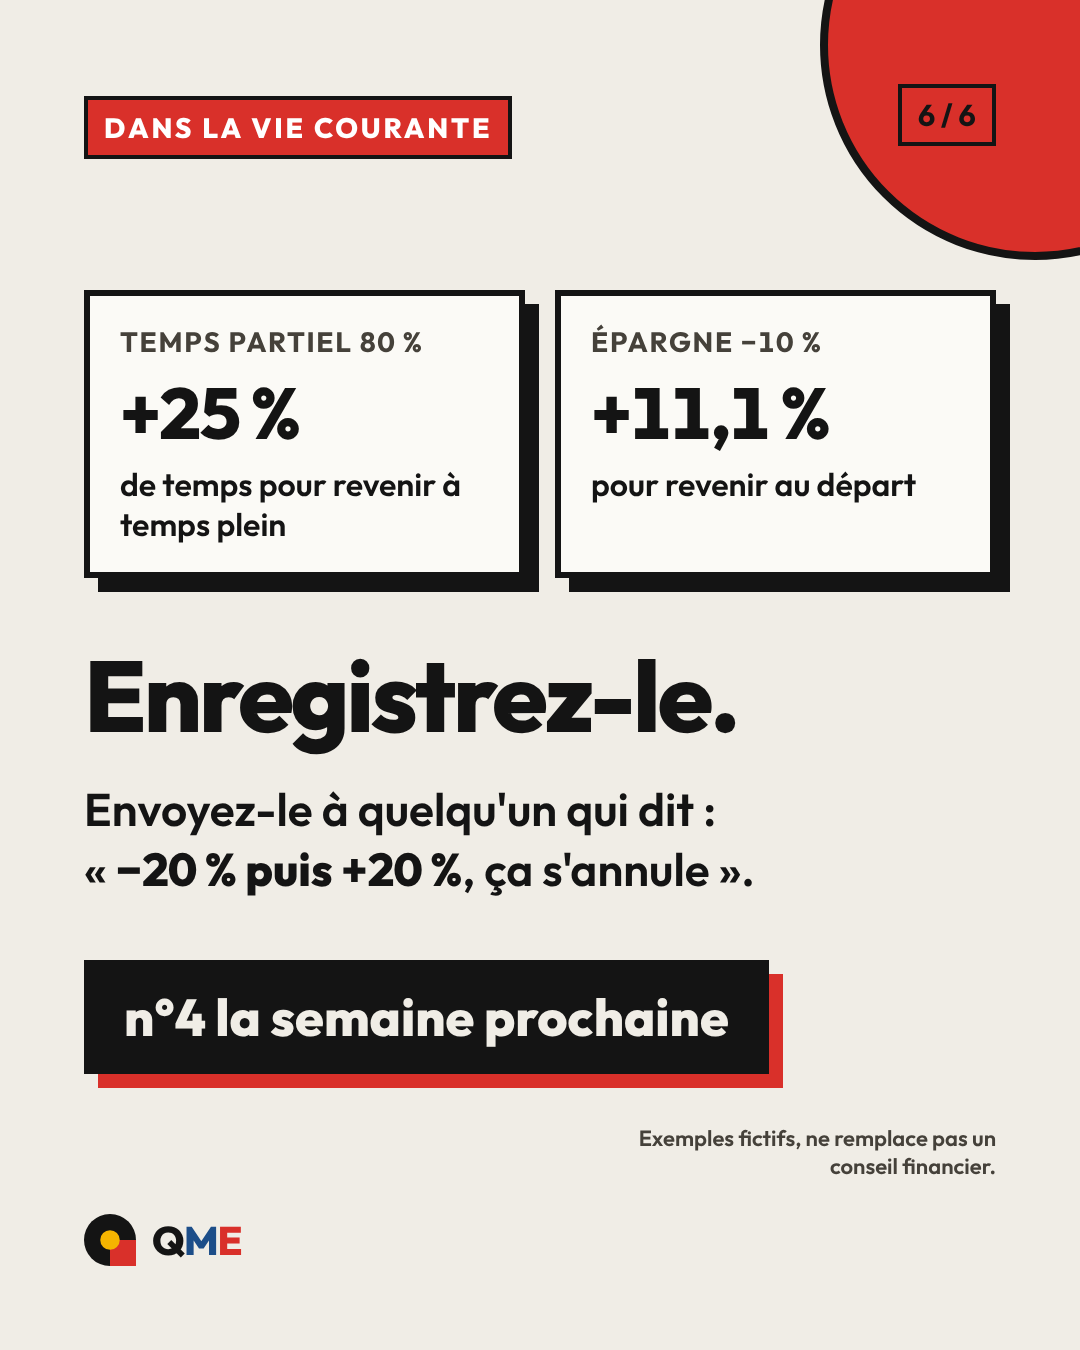 DANS LA VIE COURANTE
6 / 6
TEMPS PARTIEL 80 %
+25 %
de temps pour revenir à
temps plein
ÉPARGNE −10 %
+11,1 %
pour revenir au départ
Enregistrez-le.
Envoyez-le à quelqu'un qui dit :
« −20 % puis +20 %, ça s'annule ».
n°4 la semaine prochaine
Exemples fictifs, ne remplace pas un
conseil financier.
QME